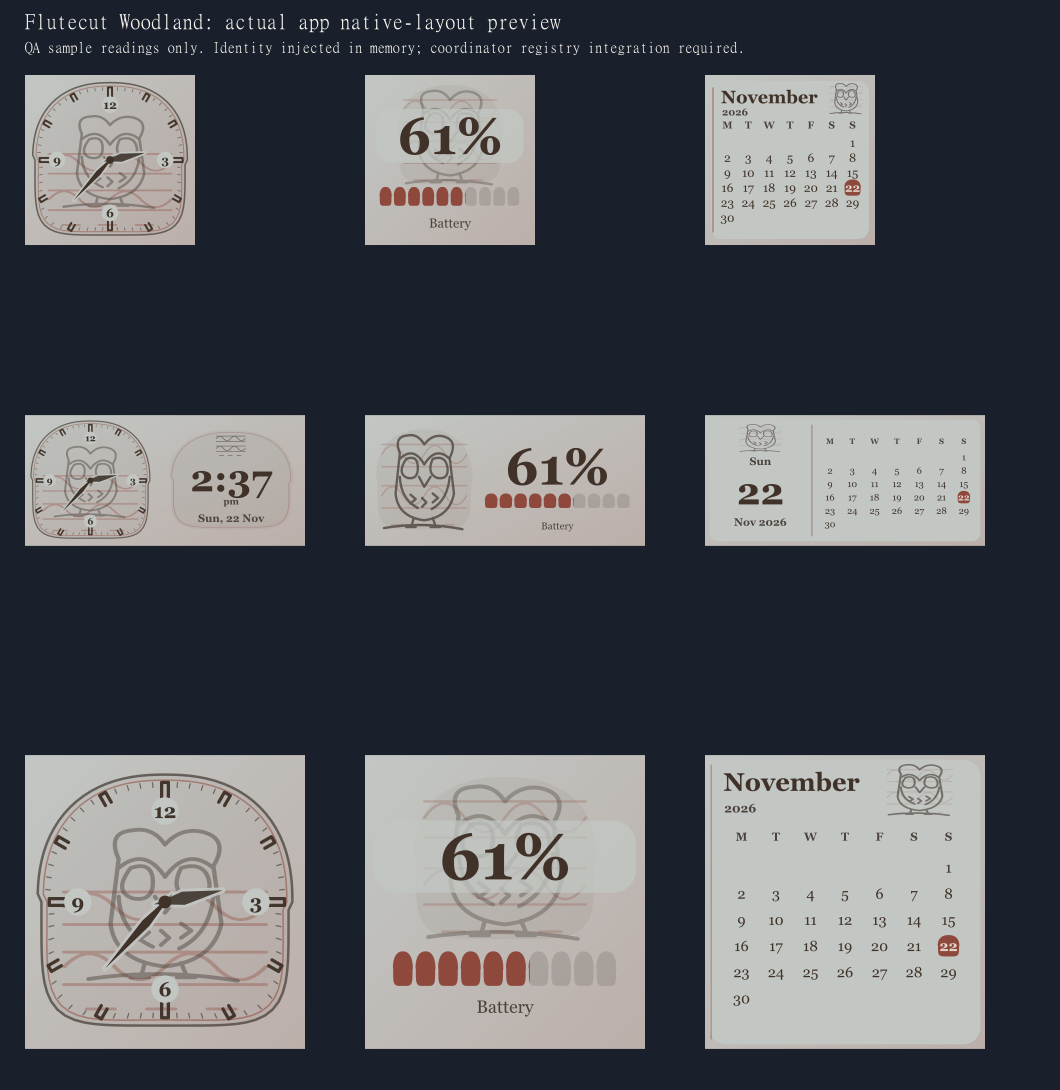 Flutecut Woodland: actual app native-layout preview
QA sample readings only. Identity injected in memory; coordinator registry integration required.
12
9 3
6
61%
Battery
November
2026
M T W T F S S
1
2 3 4 5 6 7 8
9 10 11 12 13 14 15
16 17 18 19 20 21 22
23 24 25 26 27 28 29
30
12
9 3
6
2:37
pm
Sun, 22 Nov
61%
Battery
Sun
22
Nov 2026
M T W T F S S
1
2 3 4 5 6 7 8
9 10 11 12 13 14 15
16 17 18 19 20 21 22
23 24 25 26 27 28 29
30
12
9 3
6
61%
Battery
November
2026
M T W T F S S
1
2 3 4 5 6 7 8
9 10 11 12 13 14 15
16 17 18 19 20 21 22
23 24 25 26 27 28 29
30